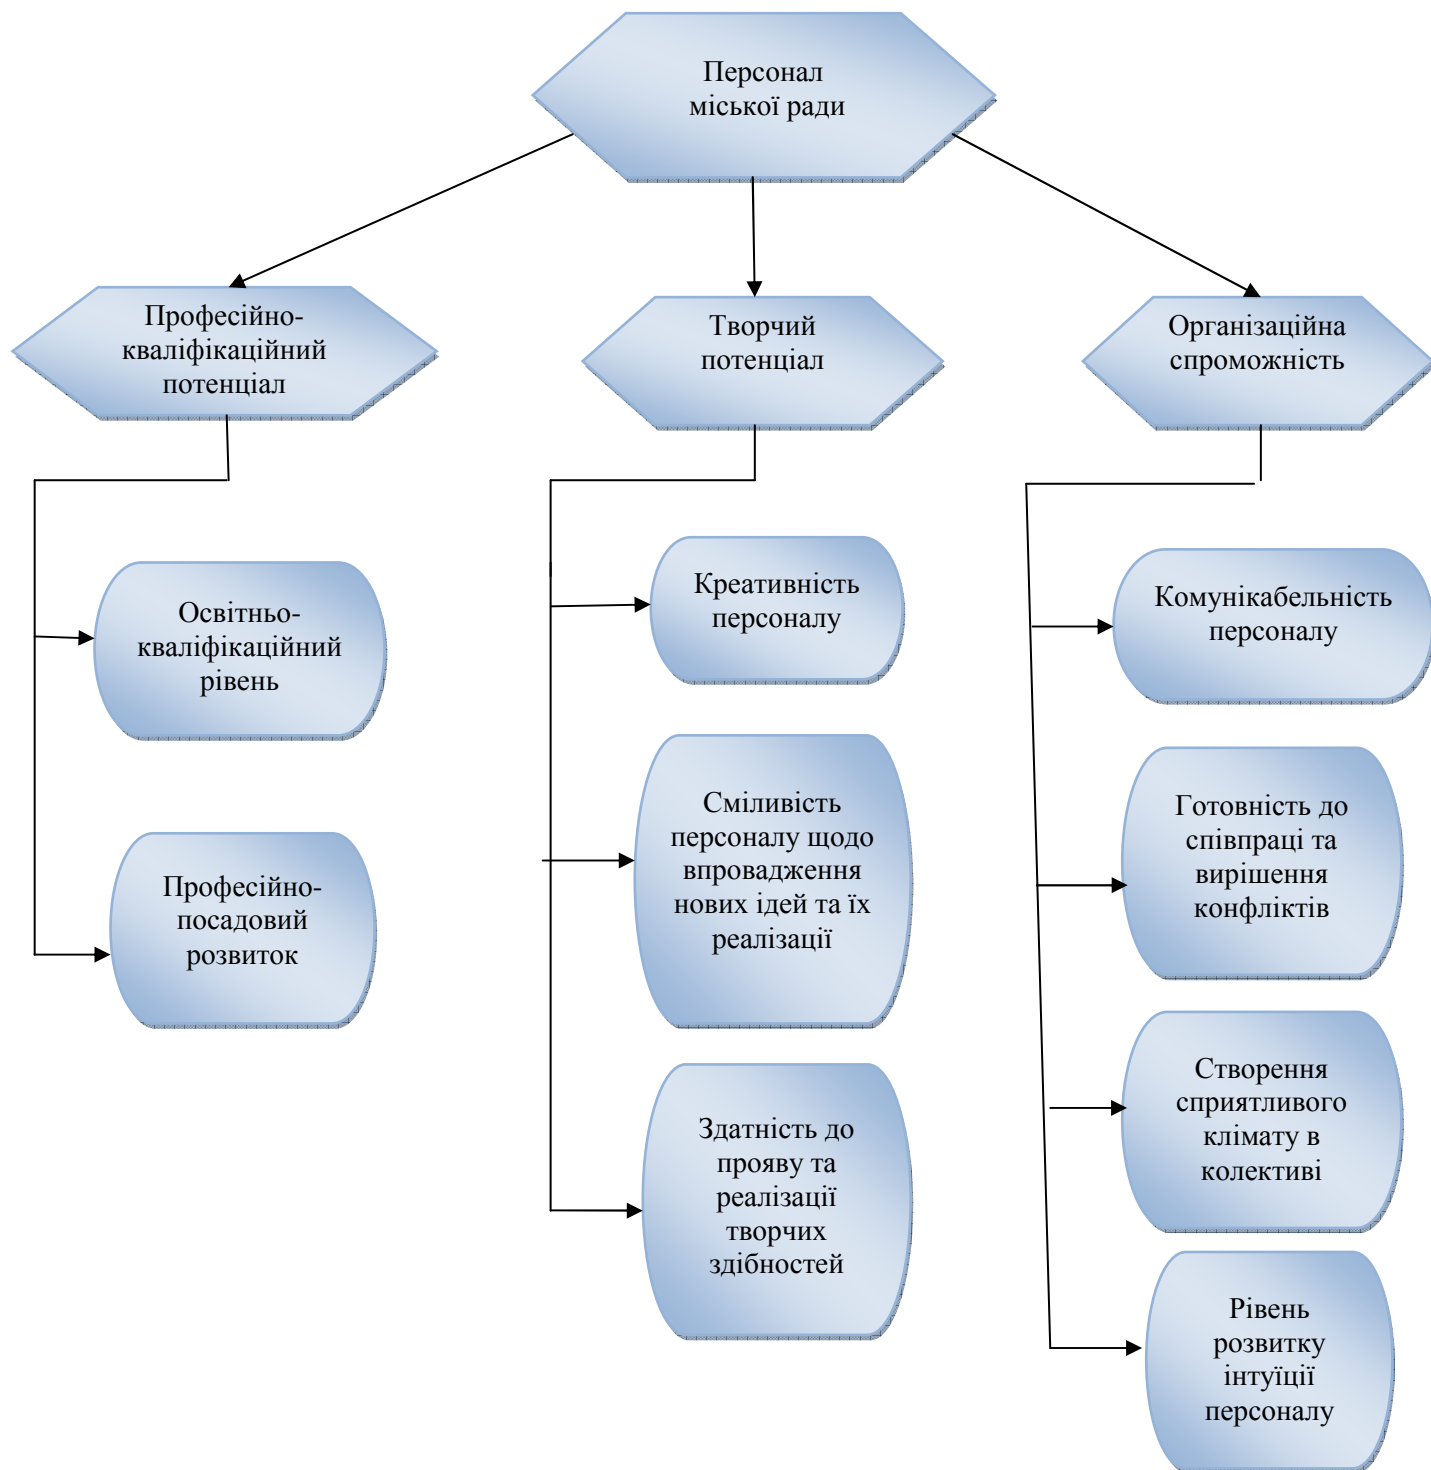 Персонал
міської ради
Професійно-
кваліфікаційний
потенціал
Творчий
потенціал
Організаційна
спроможність
Освітньо-
кваліфікаційний
рівень
Професійно-
посадовий
розвиток
Креативність
персоналу
Сміливість
персоналу щодо
впровадження
нових ідей та їх
реалізації
Здатність до
прояву та
реалізації
творчих
здібностей
Комунікабельність
персоналу
Готовність до
співпраці та
вирішення
конфліктів
Створення
сприятливого
клімату в
колективі
Рівень
розвитку
інтуїції
персоналу